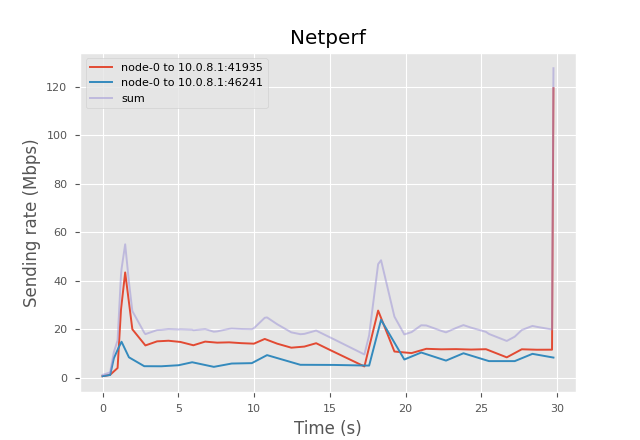 Netperf
node-0 to 10.0.8.1:41935
node-0 to 10.0.8.1:46241
sum
Sending rate (Mbps)
120
100
80
60
40
20
0
0 5 10 15 20 25 30
Time (s)